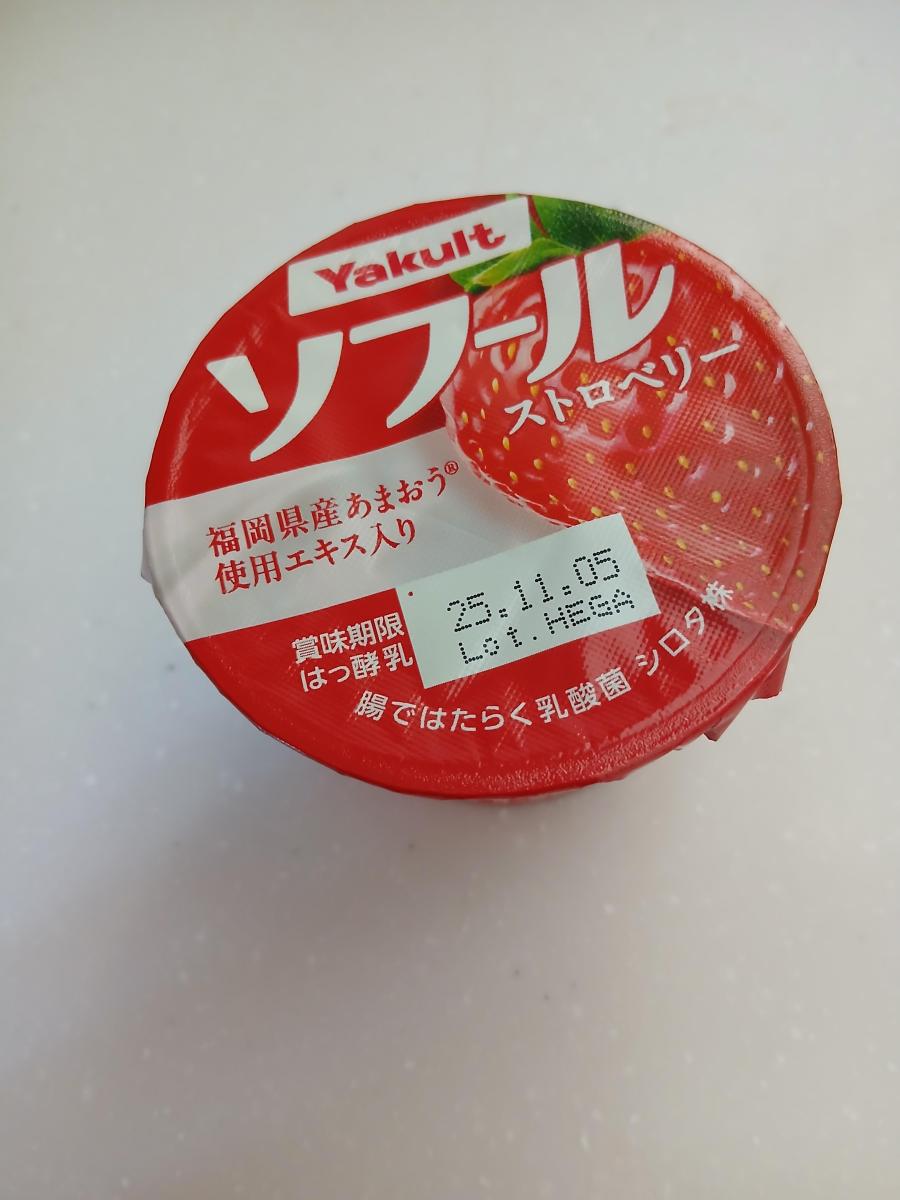 Yakult
ソフール
ストロベリー
福岡県産あまおう®
使用エキス入り
賞味期限
はっ酵乳
25.11.05
Lot.HEGA
腸ではたらく乳酸菌 シロタ株